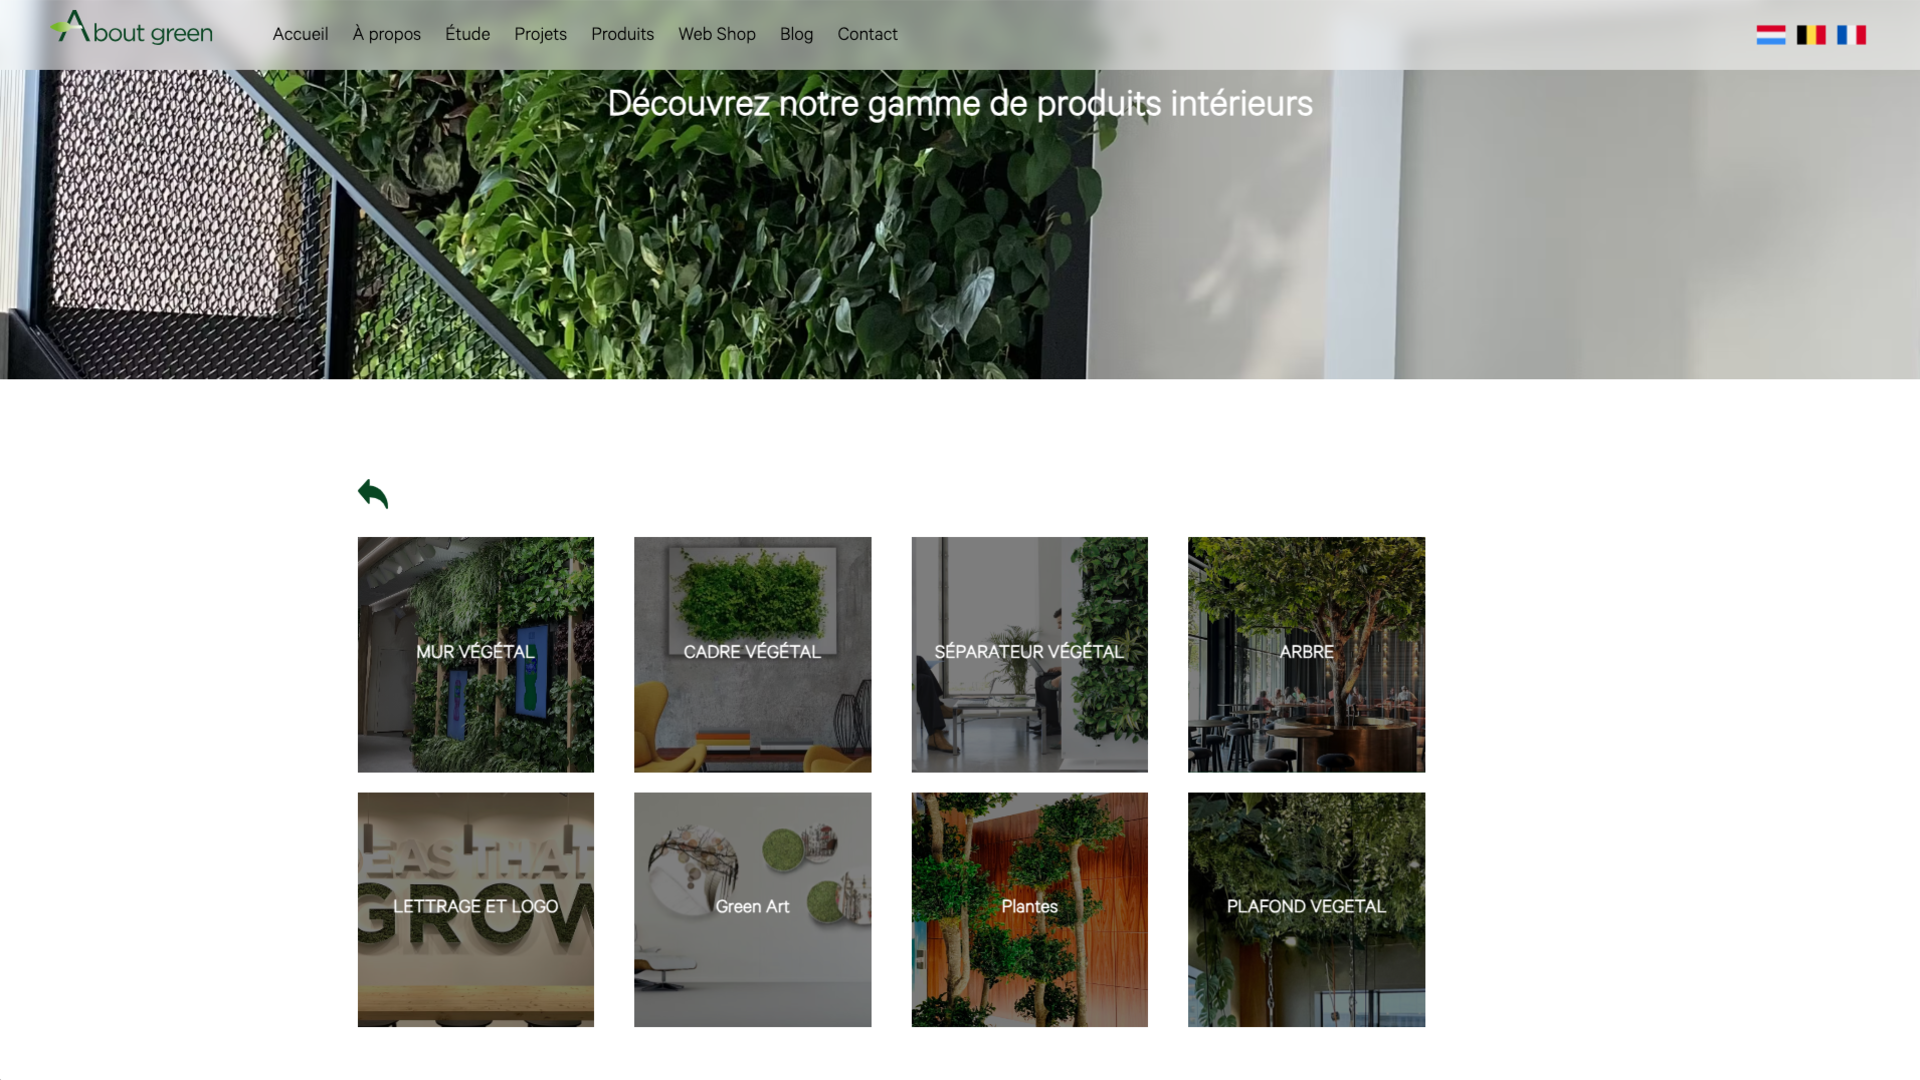 About green
Accueil À propos Étude Projets Produits Web Shop Blog Contact
Découvrez notre gamme de produits intérieurs
MUR VÉGÉTAL
CADRE VÉGÉTAL
SÉPARATEUR VÉGÉTAL
ARBRE
EAS THAT
GROW
LETTRAGE ET LOGO
Green Art
Plantes
PLAFOND VEGETAL